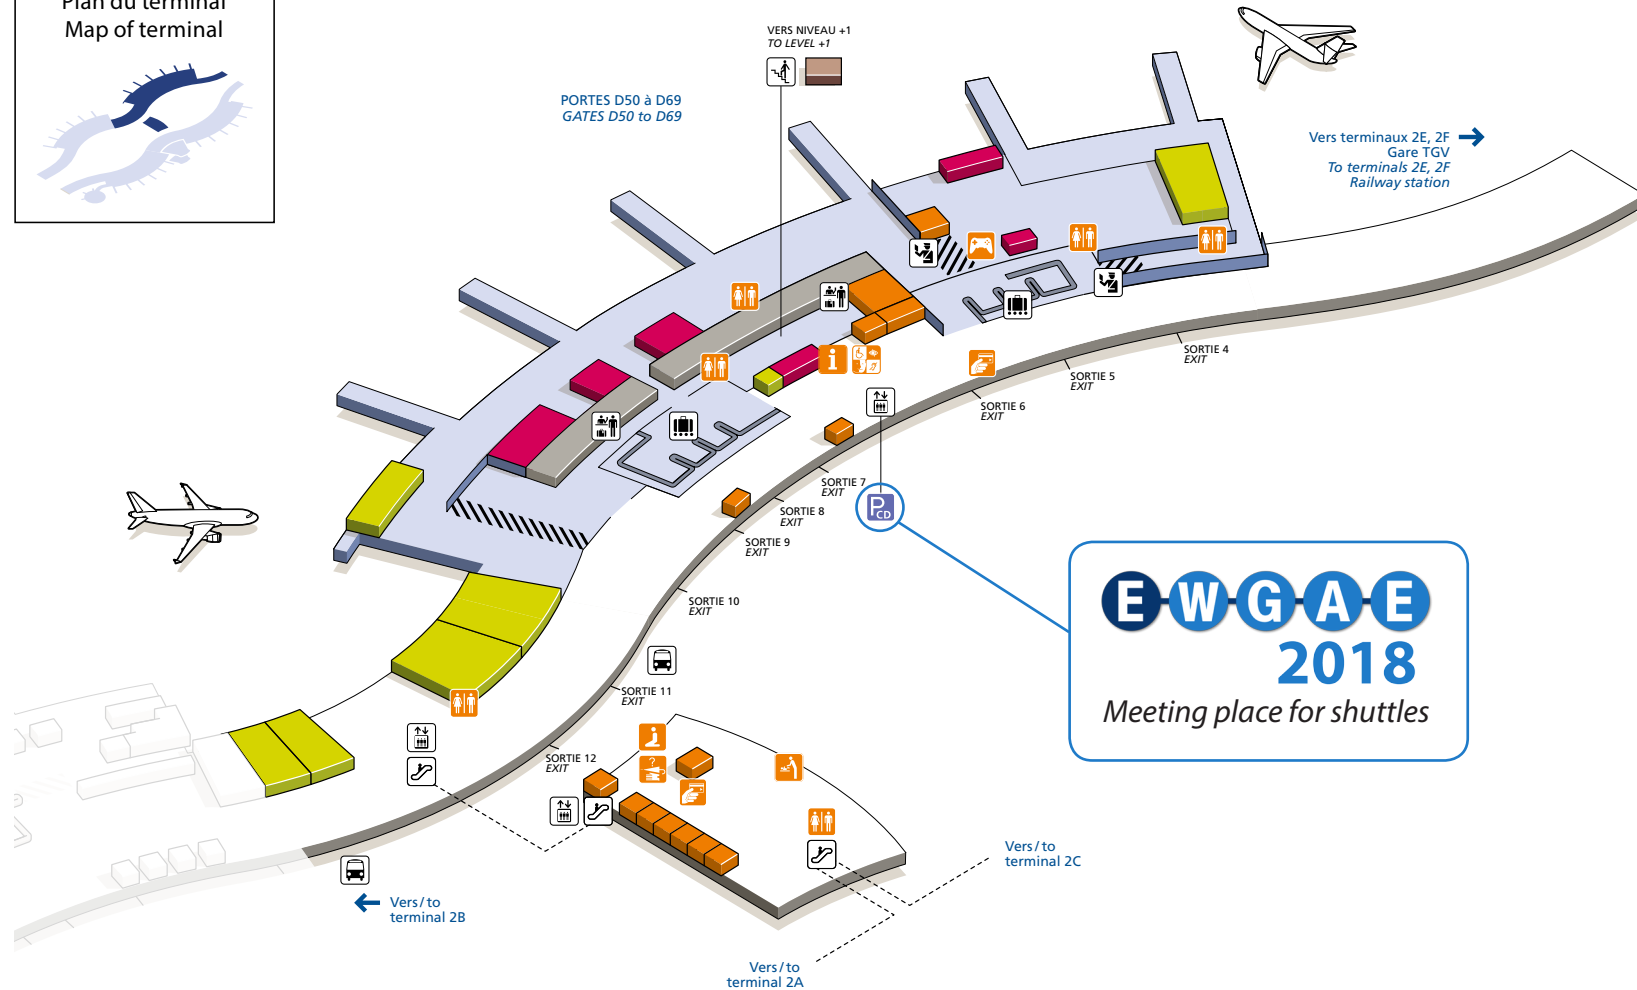 Plan du terminal
Map of terminal
VERS NIVEAU +1
TO LEVEL +1
PORTES D50 à D69
GATES D50 to D69
Vers terminaux 2E, 2F
Gare TGV
To terminals 2E, 2F
Railway station
SORTIE 4
EXIT
SORTIE 5
EXIT
SORTIE 6
EXIT
SORTIE 7
EXIT
SORTIE 8
EXIT
SORTIE 9
EXIT
SORTIE 10
EXIT
SORTIE 11
EXIT
SORTIE 12
EXIT
PCD
E-W-G-A-E
2018
Meeting place for shuttles
Vers/to
terminal 2C
Vers/to
terminal 2B
Vers/to
terminal 2A